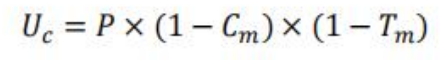 U_c = P × (1 − C_m) × (1 − T_m)